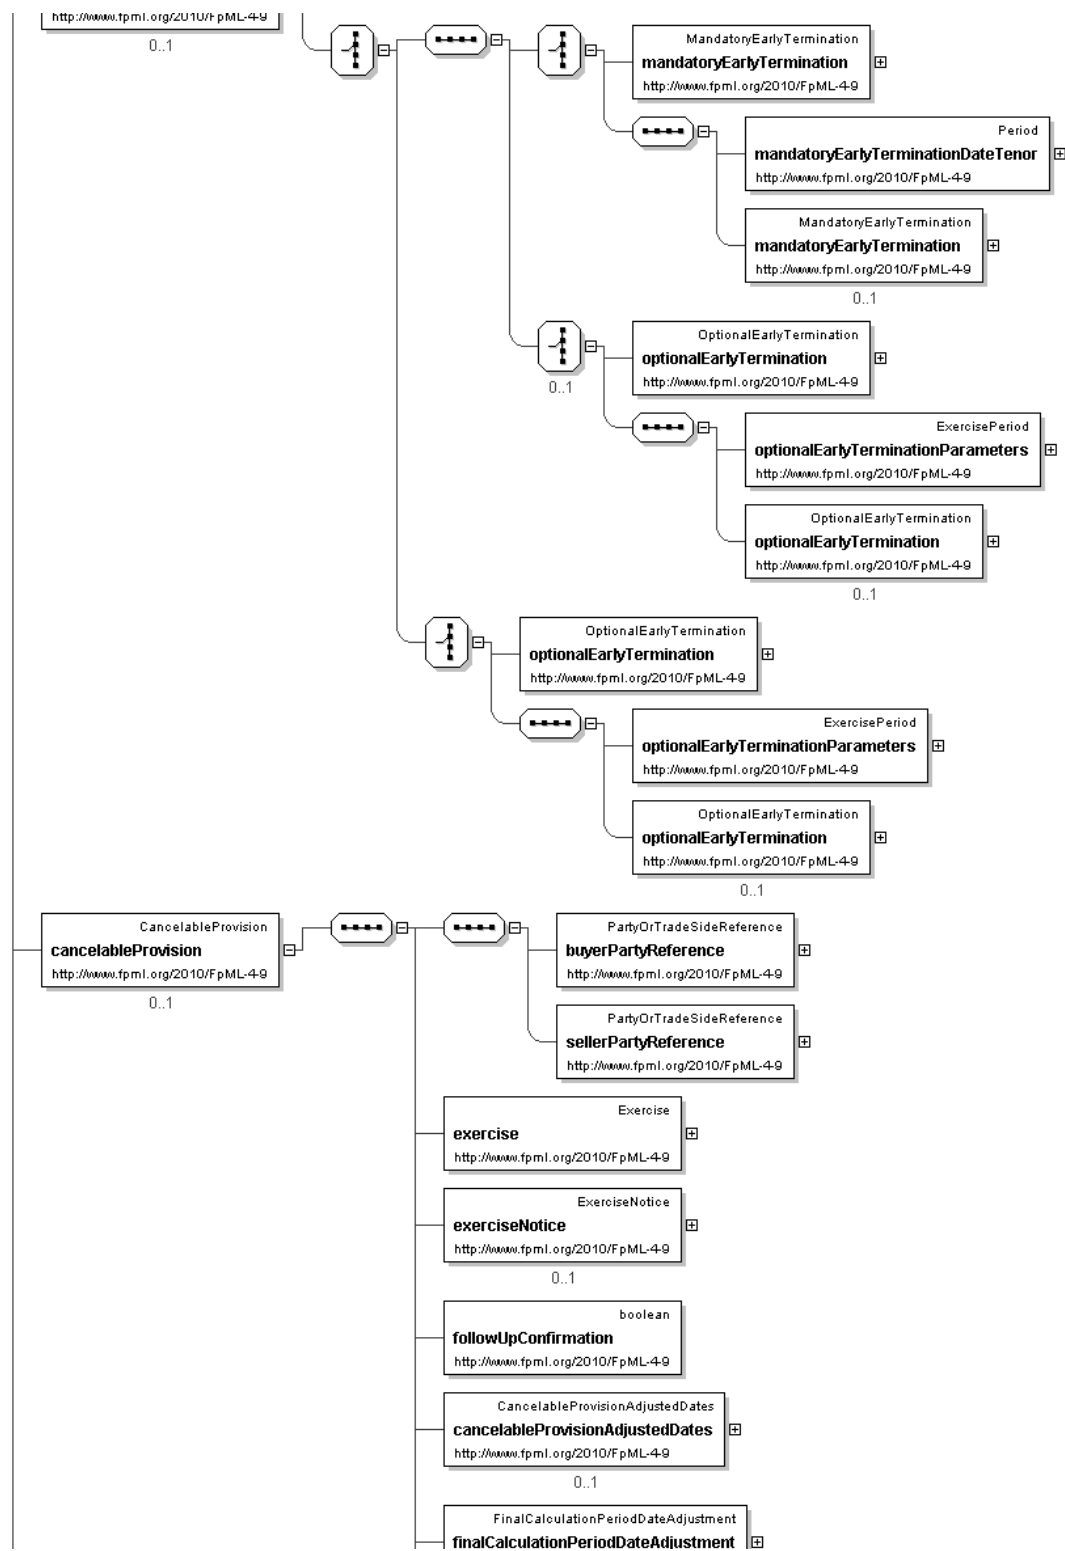 http://www.fpml.org/2010/FpML-4-9
0..1
MandatoryEarlyTermination
mandatoryEarlyTermination
http://www.fpml.org/2010/FpML-4-9
Period
mandatoryEarlyTerminationDateTenor
http://www.fpml.org/2010/FpML-4-9
MandatoryEarlyTermination
mandatoryEarlyTermination
http://www.fpml.org/2010/FpML-4-9
0..1
0..1
OptionalEarlyTermination
optionalEarlyTermination
http://www.fpml.org/2010/FpML-4-9
ExercisePeriod
optionalEarlyTerminationParameters
http://www.fpml.org/2010/FpML-4-9
OptionalEarlyTermination
optionalEarlyTermination
http://www.fpml.org/2010/FpML-4-9
0..1
OptionalEarlyTermination
optionalEarlyTermination
http://www.fpml.org/2010/FpML-4-9
ExercisePeriod
optionalEarlyTerminationParameters
http://www.fpml.org/2010/FpML-4-9
OptionalEarlyTermination
optionalEarlyTermination
http://www.fpml.org/2010/FpML-4-9
0..1
CancelableProvision
cancelableProvision
http://www.fpml.org/2010/FpML-4-9
0..1
PartyOrTradeSideReference
buyerPartyReference
http://www.fpml.org/2010/FpML-4-9
PartyOrTradeSideReference
sellerPartyReference
http://www.fpml.org/2010/FpML-4-9
Exercise
exercise
http://www.fpml.org/2010/FpML-4-9
ExerciseNotice
exerciseNotice
http://www.fpml.org/2010/FpML-4-9
0..1
boolean
followUpConfirmation
http://www.fpml.org/2010/FpML-4-9
CancelableProvisionAdjustedDates
cancelableProvisionAdjustedDates
http://www.fpml.org/2010/FpML-4-9
0..1
FinalCalculationPeriodDateAdjustment
finalCalculationPeriodDateAdjustment